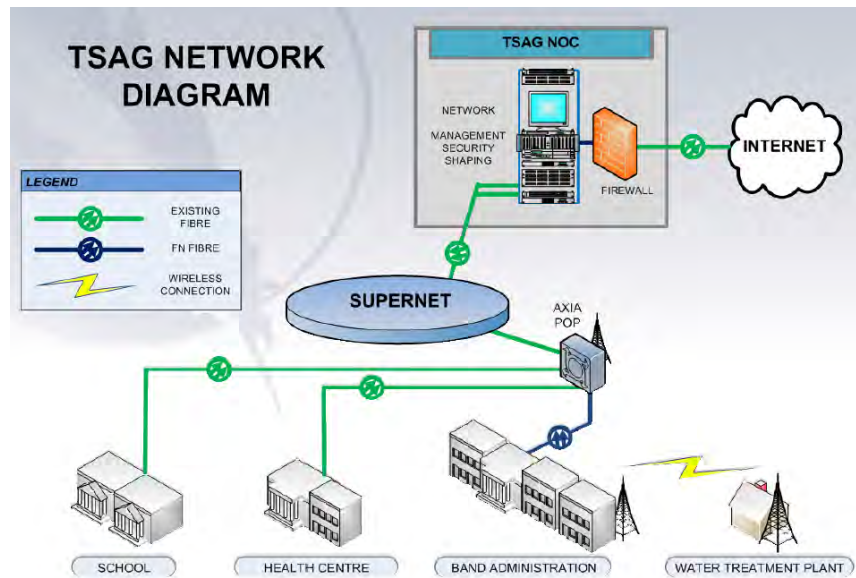 TSAG NETWORK
DIAGRAM
TSAG NOC
NETWORK
MANAGEMENT
SECURITY
SHAPING
FIREWALL
INTERNET
LEGEND
EXISTING
FIBRE
FN FIBRE
WIRELESS
CONNECTION
SUPERNET
AXIA
POP
SCHOOL
HEALTH CENTRE
BAND ADMINISTRATION
WATER TREATMENT PLANT